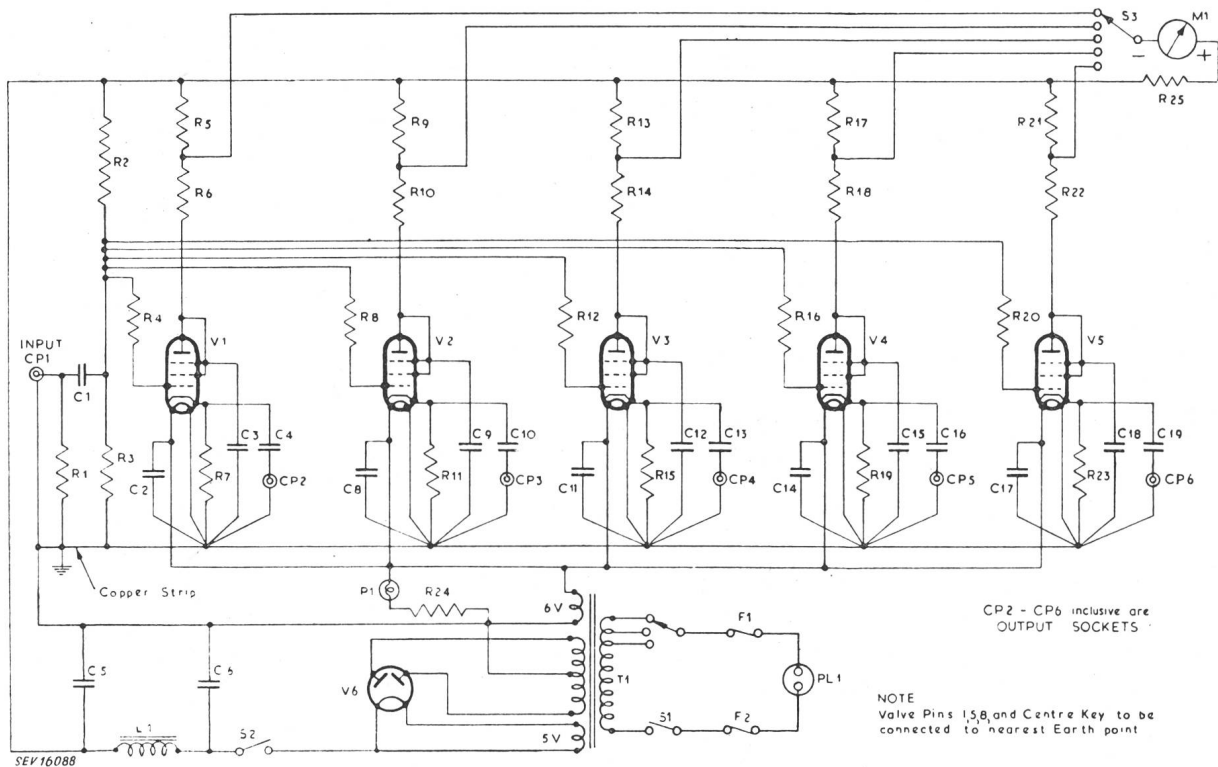 S3
M1
−
+
R25
R5
R9
R13
R17
R21
R2
R6
R10
R14
R18
R22
R4
V1
R8
V2
R12
V3
R16
V4
R20
V5
INPUT
CP1
C1
R1
R3
C2
R7
C3
C4
CP2
C8
R11
C9
C10
CP3
C11
R15
C12
C13
CP4
C14
R19
C15
C16
CP5
C17
R23
C18
C19
CP6
Copper Strip
P1
R24
6V
CP2 - CP6 inclusive are
OUTPUT SOCKETS
F1
C5
C6
V6
T1
PL1
NOTE
Valve Pins 1,5,8, and Centre Key to be
connected to nearest Earth point
L1
S2
5V
S1
F2
SEV 16088